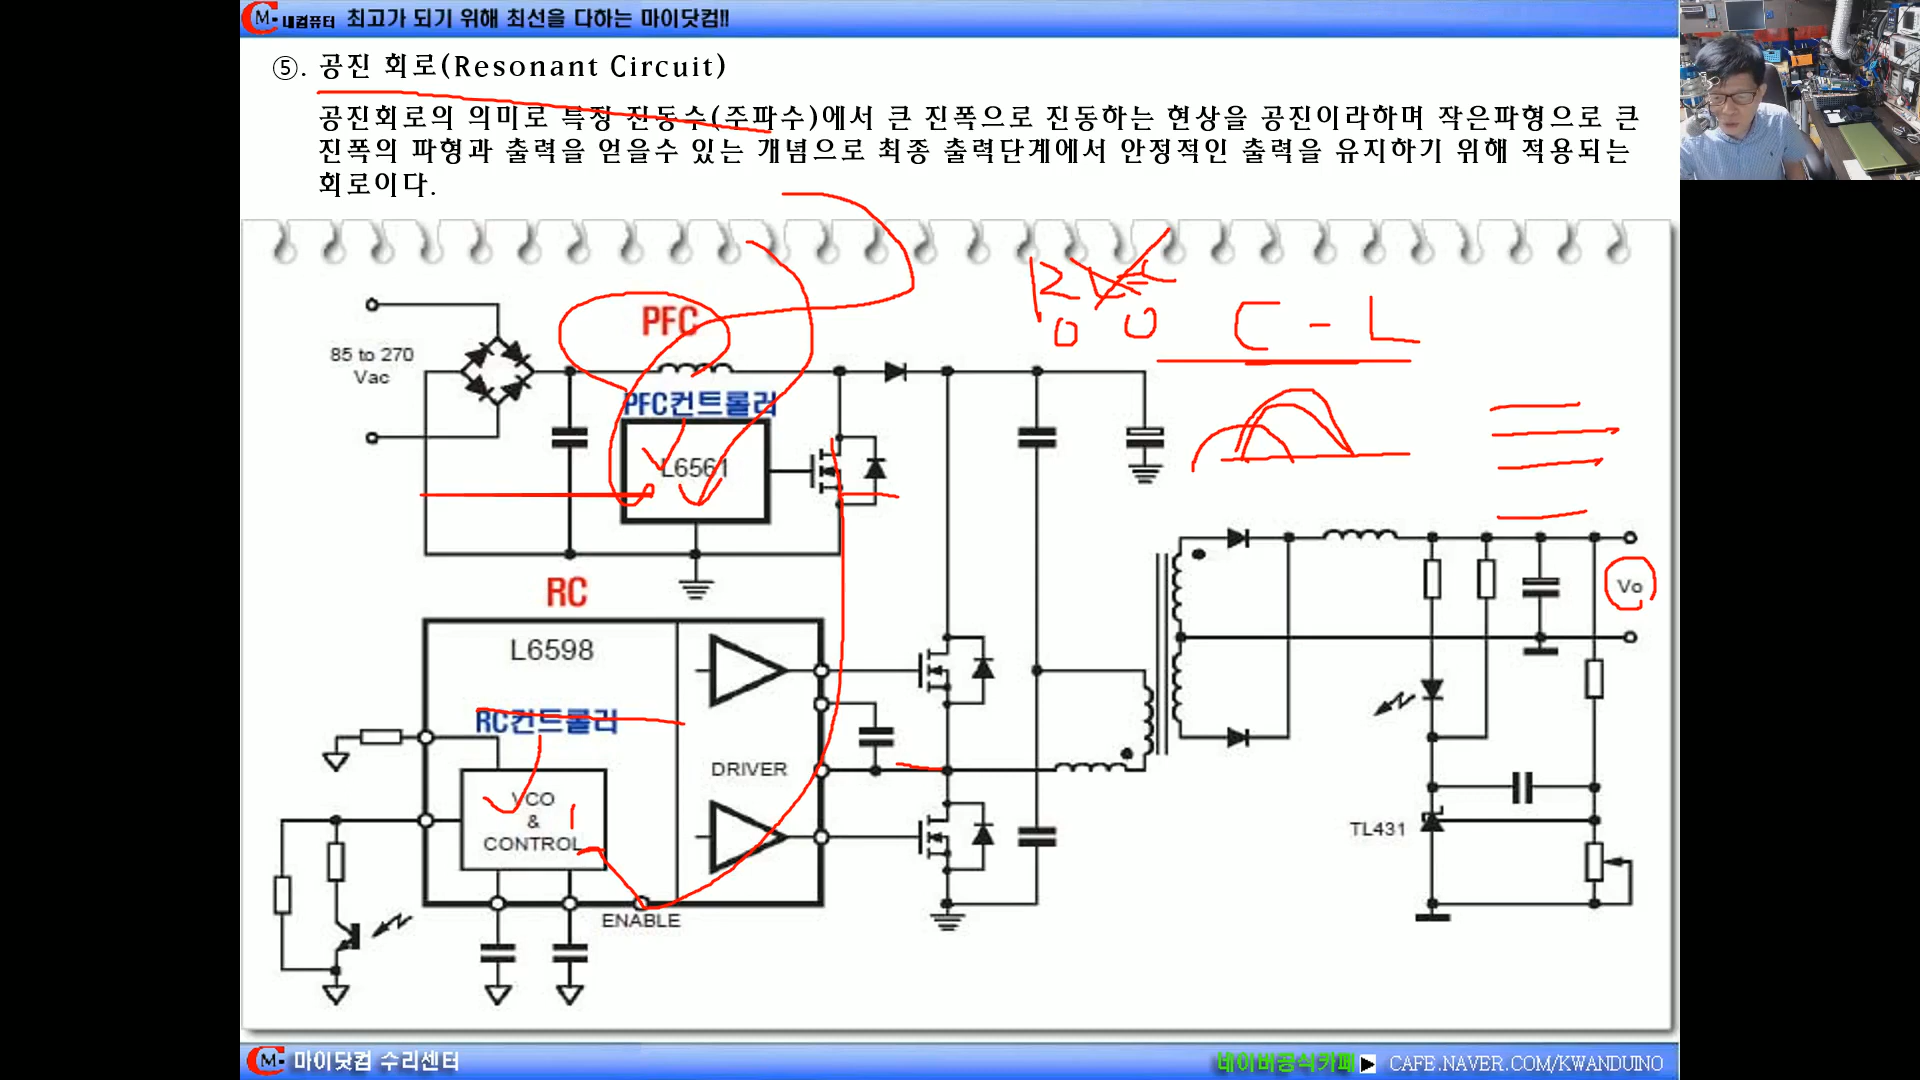 CM. 내컴퓨터 최고가 되기 위해 최선을 다하는 마이닷컴!!
⑤. 공진 회로(Resonant Circuit)
공진회로의 의미로 특정 진동수(주파수)에서 큰 진폭으로 진동하는 현상을 공진이라하며 작은파형으로 큰
진폭의 파형과 출력을 얻을수 있는 개념으로 최종 출력단계에서 안정적인 출력을 유지하기 위해 적용되는
회로이다.
C - L
PFC
85 to 270
Vac
PFC컨트롤러
L6561
RC
Vo
L6598
RC컨트롤러
DRIVER
VCO
&
CONTROL
TL431
ENABLE
CM. 마이닷컴 수리센터
네이버공식카페 ▶ CAFE.NAVER.COM/KWANDUINO